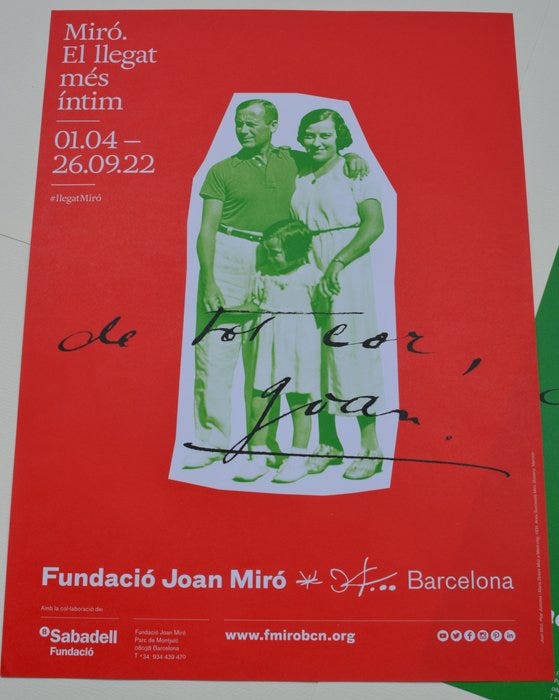 Miró.
El llegat
més
íntim
01.04 –
26.09.22
#llegatMiró
de tot cor,
Joan.
Fundació Joan Miró Barcelona
Amb la col·laboració de:
Sabadell
Fundació
Fundació Joan Miró
Parc de Montjuïc
08038 Barcelona
T +34 934 439 470
www.fmirobcn.org